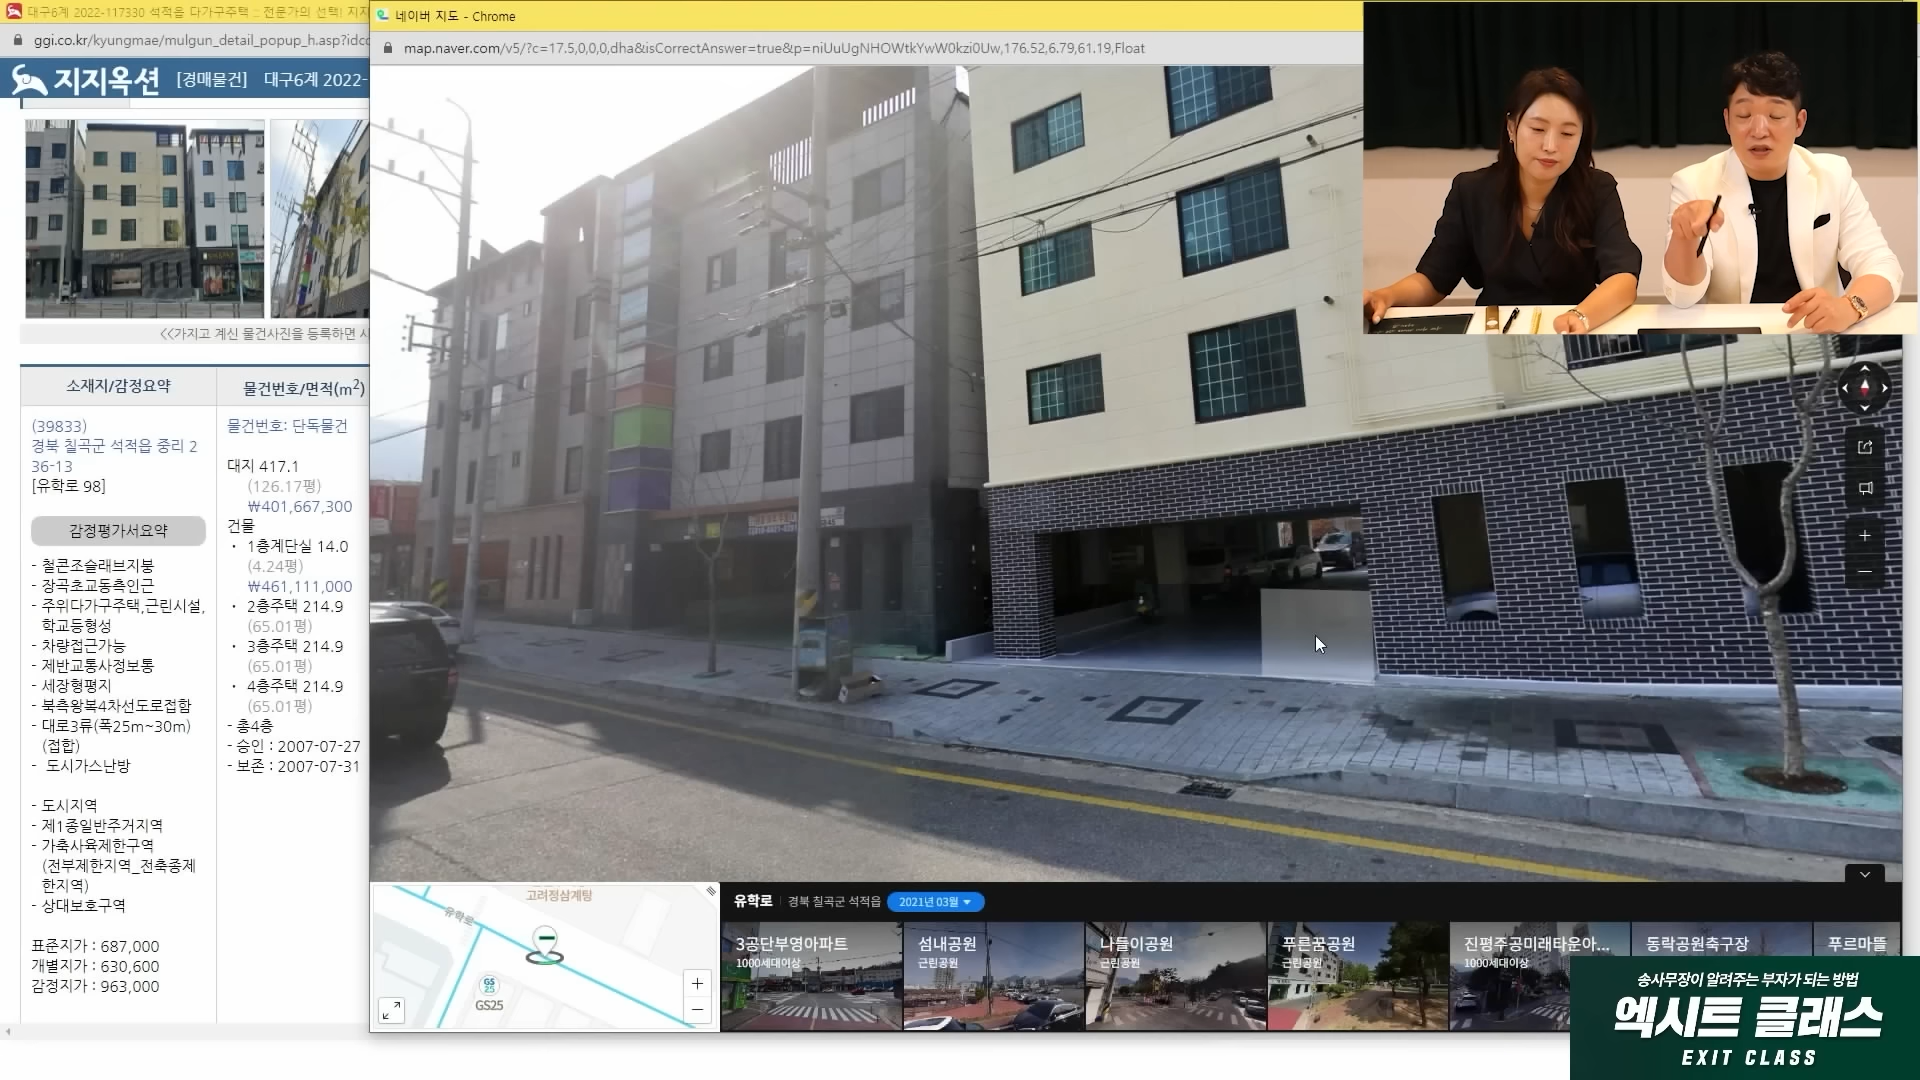 대구6계 2022-117330 석적읍 다가구주택 :: 전문가의 선택! 지지
ggi.co.kr/kyungmae/mulgun_detail_popup_h.asp?idc
지지옥션 [경매물건] 대구6계 2022-
<<가지고 계신 물건사진을 등록하면 사
소재지/감정요약
물건번호/면적(m2)
(39833)
경북 칠곡군 석적읍 중리 2
36-13
[유학로 98]
감정평가서요약
- 철콘조슬래브지붕
- 장곡초교동측인근
- 주위다가구주택,근린시설,
학교등형성
- 차량접근가능
- 제반교통사정보통
- 세장형평지
- 북측왕복4차선도로접함
- 대로3류(폭25m~30m)
(접합)
- 도시가스난방
- 도시지역
- 제1종일반주거지역
- 가축사육제한구역
(전부제한지역_전축종제
한지역)
- 상대보호구역
표준지가 : 687,000
개별지가 : 630,600
감정지가 : 963,000
물건번호: 단독물건
대지 417.1
(126.17평)
₩401,667,300
건물
· 1층계단실 14.0
(4.24평)
₩461,111,000
· 2층주택 214.9
(65.01평)
· 3층주택 214.9
(65.01평)
· 4층주택 214.9
(65.01평)
- 총4층
- 승인 : 2007-07-27
- 보존 : 2007-07-31
네이버 지도 - Chrome
map.naver.com/v5/?c=17.5,0,0,0,dha&isCorrectAnswer=true&p=niUuUgNHOWtkYwW0kzi0Uw,176.52,6.79,61.19,Float
고려정삼계탕
유학로
GS
25
GS25
유학로 경북 칠곡군 석적읍 2021년 03월
3공단부영아파트
1000세대이상
섬내공원
근린공원
나들이공원
근린공원
푸른꿈공원
근린공원
진평주공미래타운아...
1000세대이상
동락공원축구장
푸르마뜰
송사무장이 알려주는 부자가 되는 방법
엑시트 클래스
EXIT CLASS